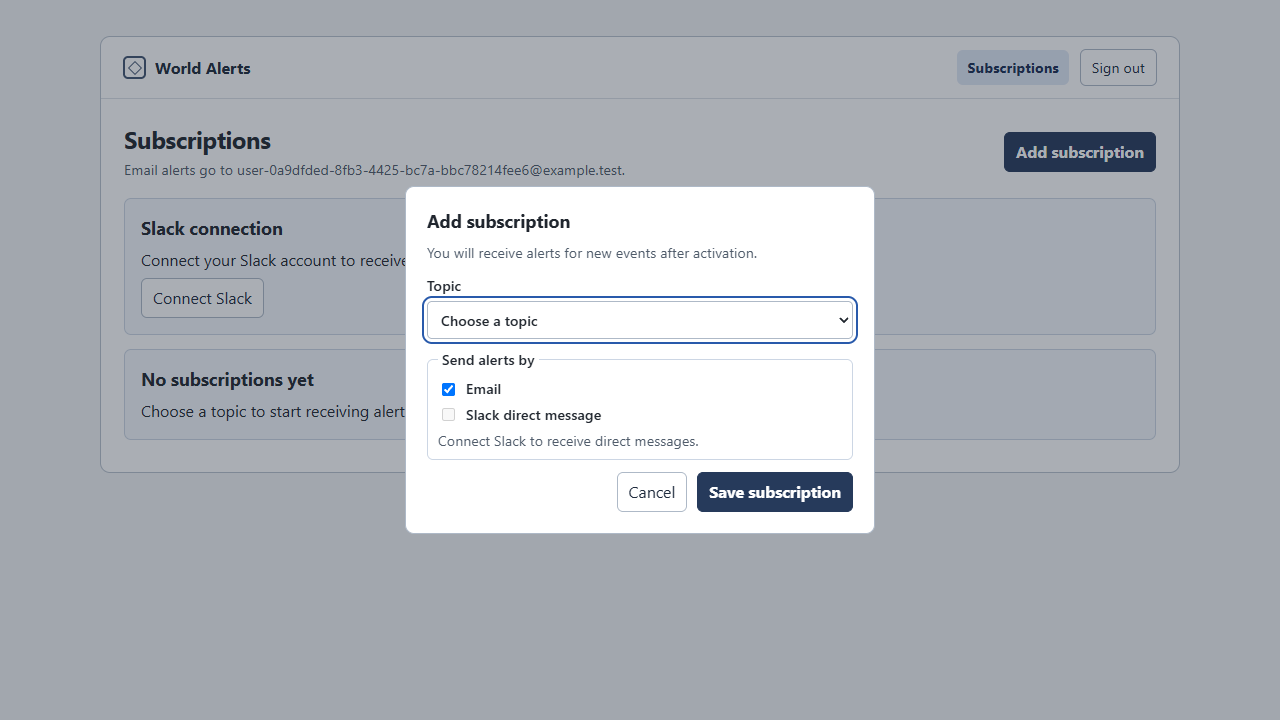 World Alerts
Subscriptions
Sign out
Subscriptions
Email alerts go to user-0a9dfded-8fb3-4425-bc7a-bbc78214fee6@example.test.
Add subscription
Slack connection
Connect your Slack account to receive
Connect Slack
No subscriptions yet
Choose a topic to start receiving alert
Add subscription
You will receive alerts for new events after activation.
Topic
Choose a topic
Send alerts by
Email
Slack direct message
Connect Slack to receive direct messages.
Cancel
Save subscription